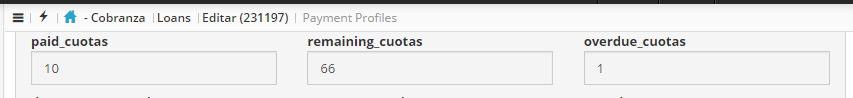 - Cobranza | Loans | Editar (231197) | Payment Profiles
paid_cuotas remaining_cuotas overdue_cuotas
10 66 1